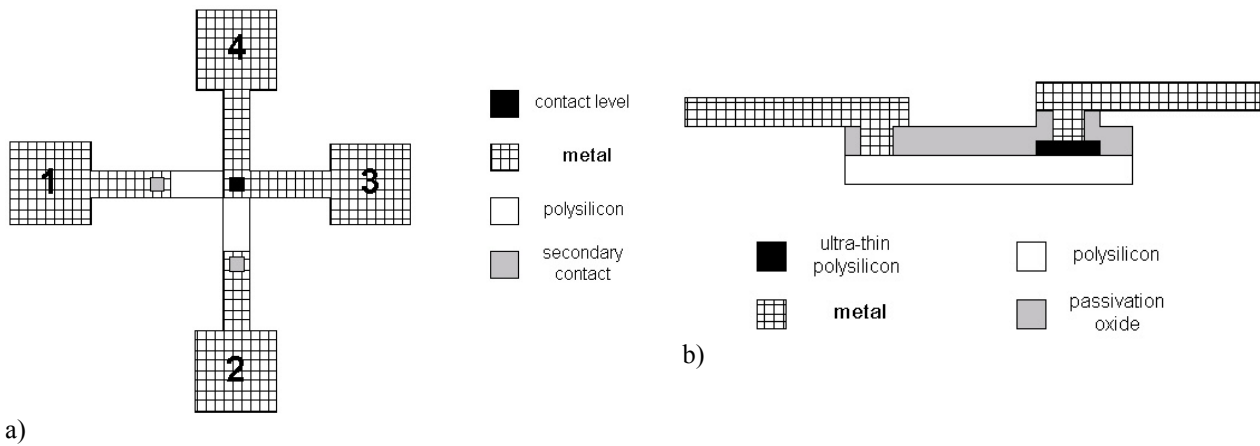 4
1
3
2
contact level
metal
polysilicon
secondary
contact
a)
ultra-thin
polysilicon
polysilicon
metal
passivation
oxide
b)